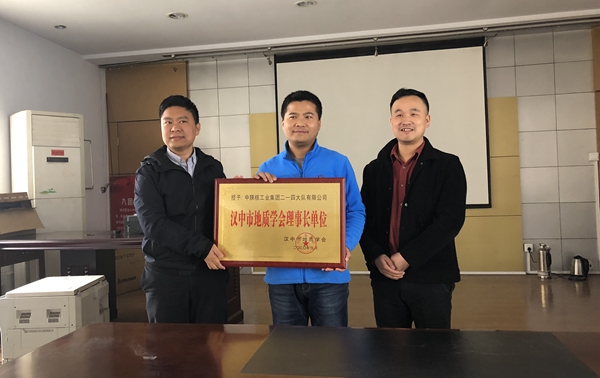 授予:中陕核工业集团二一四大队有限公司
汉中市地质学会理事长单位
汉中市地质学会